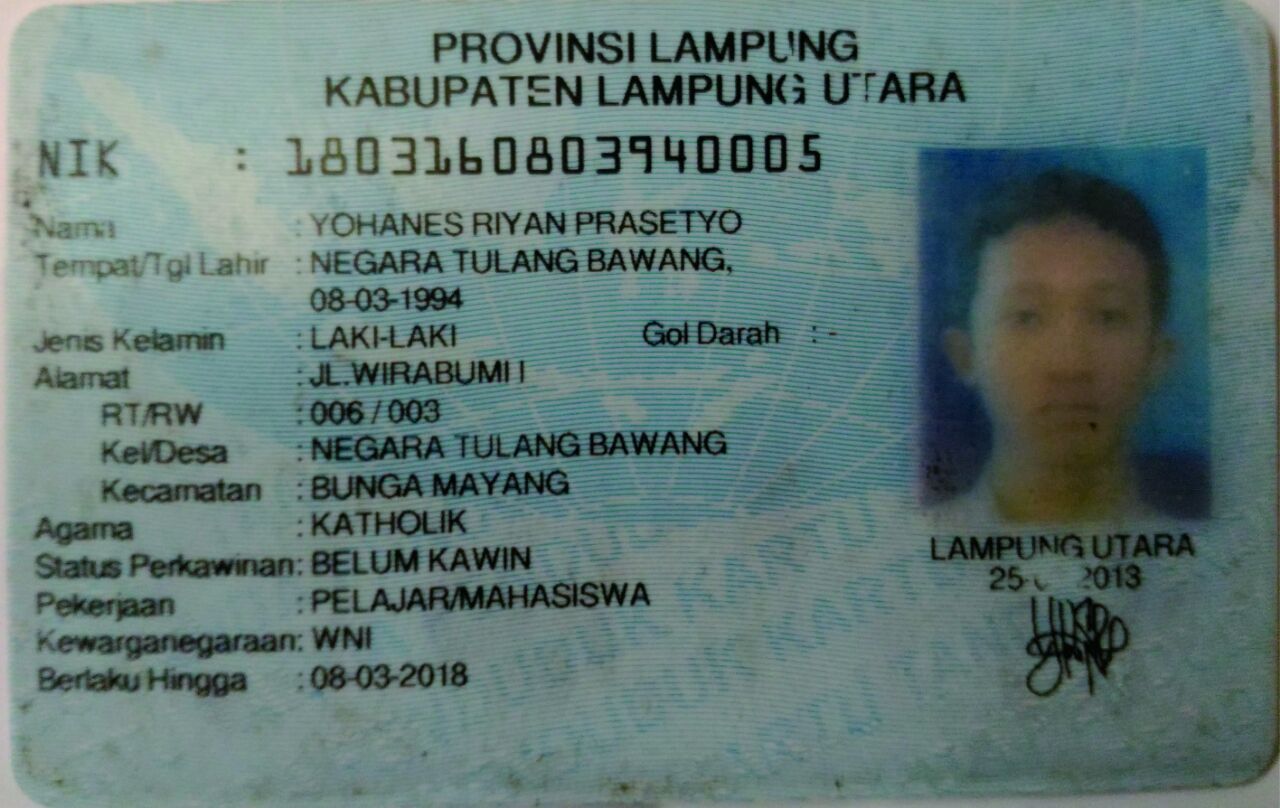 PROVINSI LAMPUNG
KABUPATEN LAMPUNG UTARA
NIK : 1803160803940005
Nama : YOHANES RIYAN PRASETYO
Tempat/Tgl Lahir : NEGARA TULANG BAWANG,
08-03-1994
Jenis Kelamin : LAKI-LAKI Gol Darah : -
Alamat : JL.WIRABUMI I
RT/RW : 006 / 003
Kel/Desa : NEGARA TULANG BAWANG
Kecamatan : BUNGA MAYANG
Agama : KATHOLIK
Status Perkawinan: BELUM KAWIN
Pekerjaan : PELAJAR/MAHASISWA
Kewarganegaraan: WNI
Berlaku Hingga : 08-03-2018
LAMPUNG UTARA
2013